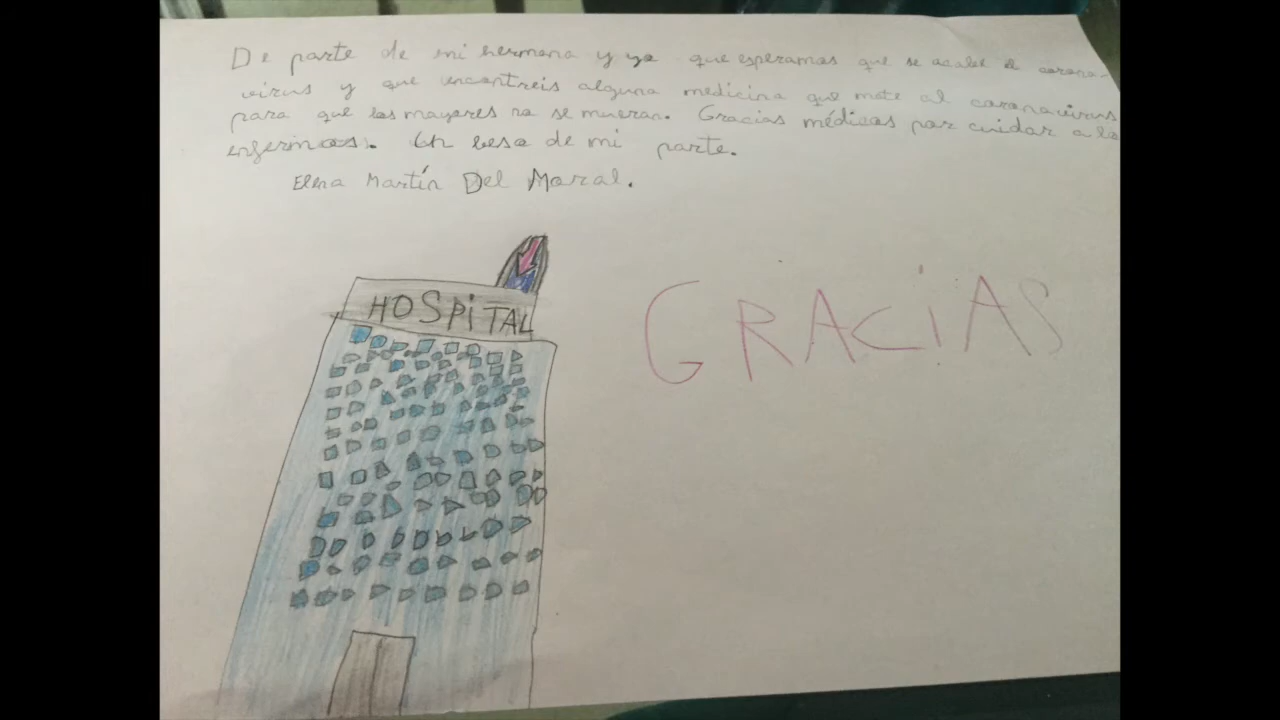 De parte de mi hermana y yo que esperamos que se acabe el corona-
virus y que encontreis alguna medicina que mate al coronavirus
para que los mayores no se mueran. Gracias médicos por cuidar a los
enfermos. Un beso de mi parte.
Elena Martín Del Moral.
HOSPiTAL
GRACiAS